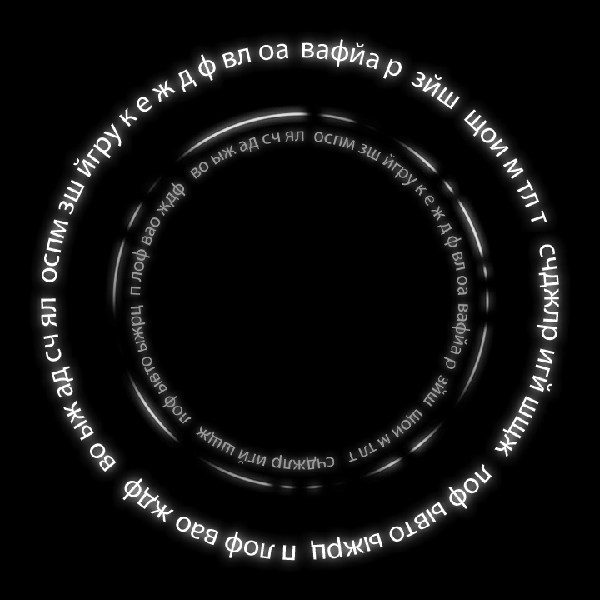 оспм зш йгру к е ж д ф вл оа вафйа р зйш щои м тл т счджлр игй шщж лоф ывто ыжрц п лоф вао ждф во ыж ад сч ял
оспм зш йгру к е ж д ф вл оа вафйа р зйш щои м тл т счджлр игй шщж лоф ывто ыжрц п лоф вао ждф во ыж ад сч ял